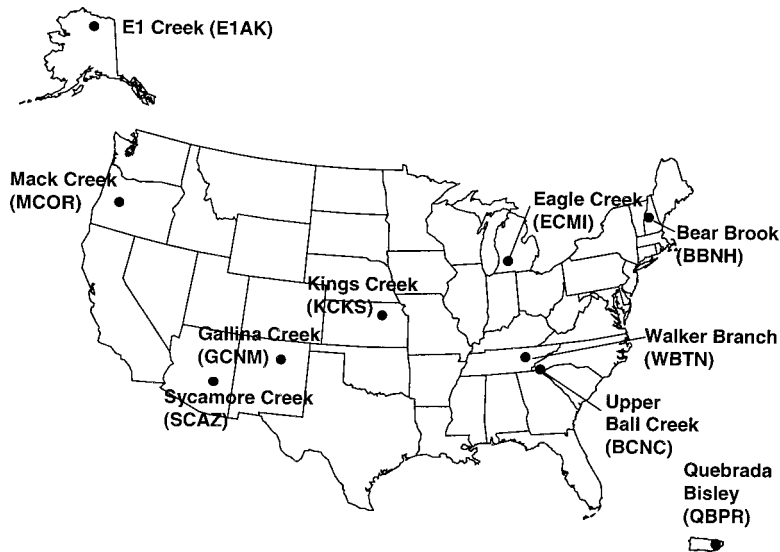 E1 Creek (E1AK)
Mack Creek
(MCOR)
Eagle Creek
(ECMI)
Bear Brook
(BBNH)
Kings Creek
(KCKS)
Gallina Creek
(GCNM)
Walker Branch
(WBTN)
Sycamore Creek
(SCAZ)
Upper
Ball Creek
(BCNC)
Quebrada
Bisley
(QBPR)